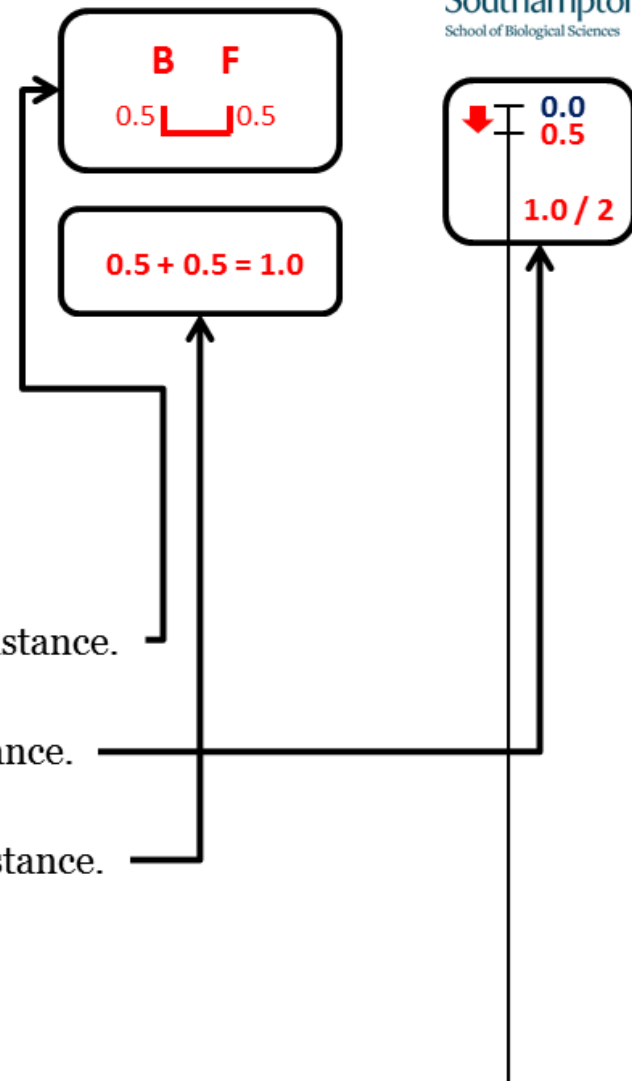 Southampton
School of Biological Sciences
B F
0.5 0.5
0.5 + 0.5 = 1.0
0.0
0.5
1.0 / 2
stance.
nce.
tance.